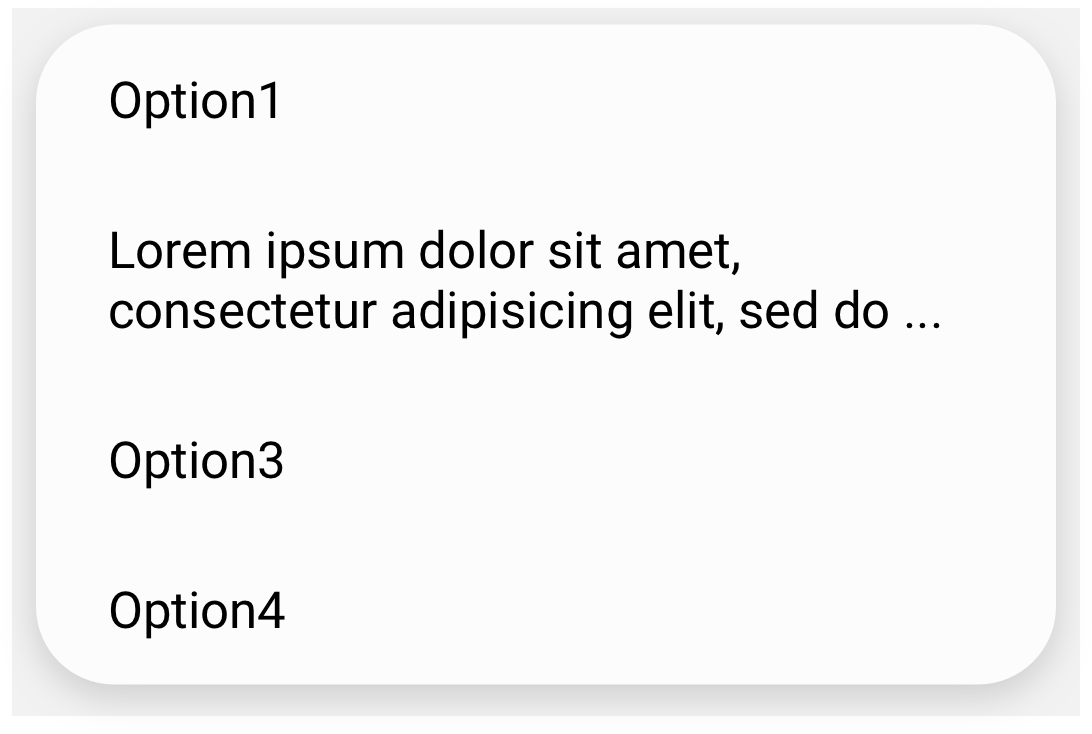 Option1
Lorem ipsum dolor sit amet,
consectetur adipisicing elit, sed do ...
Option3
Option4